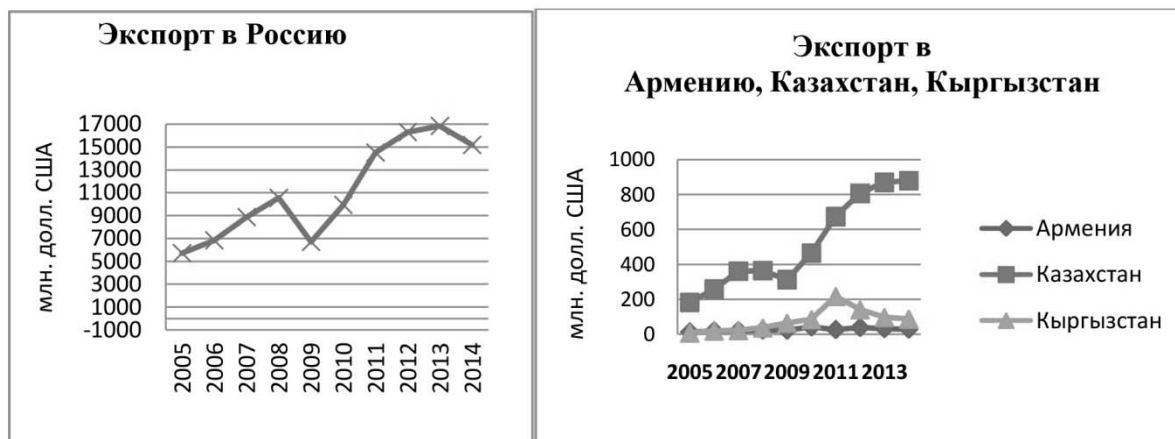 Экспорт в Россию
млн. долл. США
17000
15000
13000
11000
9000
7000
5000
3000
1000
-1000
2005
2006
2007
2008
2009
2010
2011
2012
2013
2014
Экспорт в
Армению, Казахстан, Кыргызстан
млн. долл. США
1000
800
600
400
200
0
2005 2007 2009 2011 2013
Армения
Казахстан
Кыргызстан